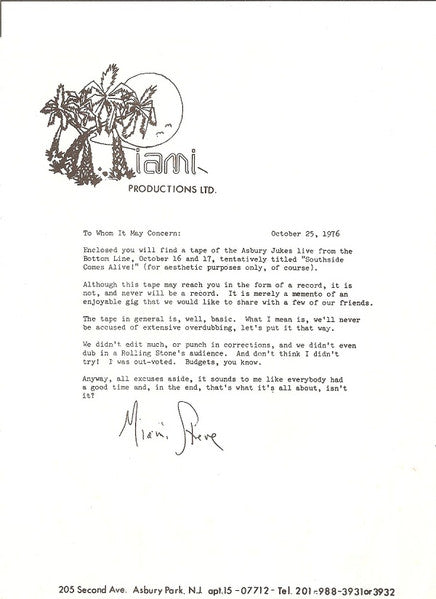 iami
PRODUCTIONS LTD.
To Whom It May Concern: October 25, 1976
Enclosed you will find a tape of the Asbury Jukes live from the
Bottom Line, October 16 and 17, tentatively titled "Southside
Comes Alive!" (for aesthetic purposes only, of course).
Although this tape may reach you in the form of a record, it is
not, and never will be a record. It is merely a memento of an
enjoyable gig that we would like to share with a few of our friends.
The tape in general is, well, basic. What I mean is, we'll never
be accused of extensive overdubbing, let's put it that way.
We didn't edit much, or punch in corrections, and we didn't even
dub in a Rolling Stone's audience. And don't think I didn't
try! I was out-voted. Budgets, you know.
Anyway, all excuses aside, it sounds to me like everybody had
a good time and, in the end, that's what it's all about, isn't
it?
Miami Steve
205 Second Ave. Asbury Park, N.J. apt.15 - 07712 - Tel. 201-988-3931or3932